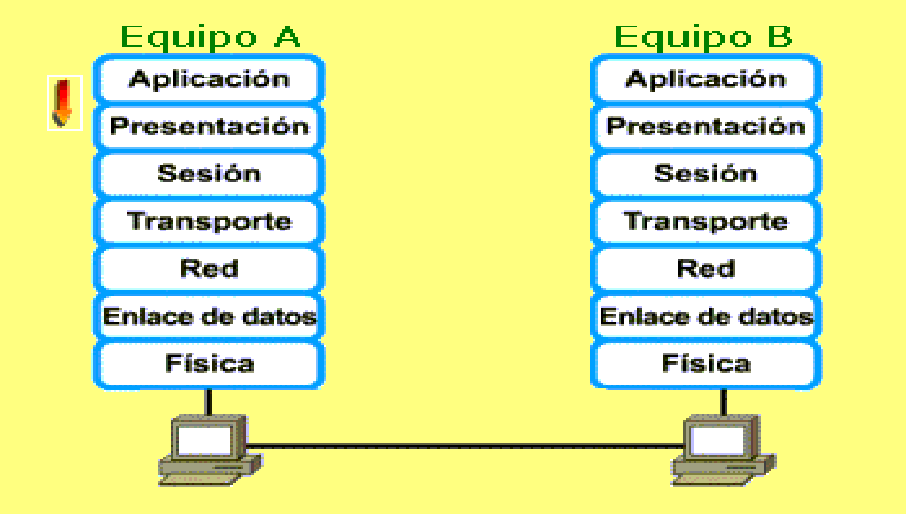 Equipo A
Aplicación
Presentación
Sesión
Transporte
Red
Enlace de datos
Física
Equipo B
Aplicación
Presentación
Sesión
Transporte
Red
Enlace de datos
Física